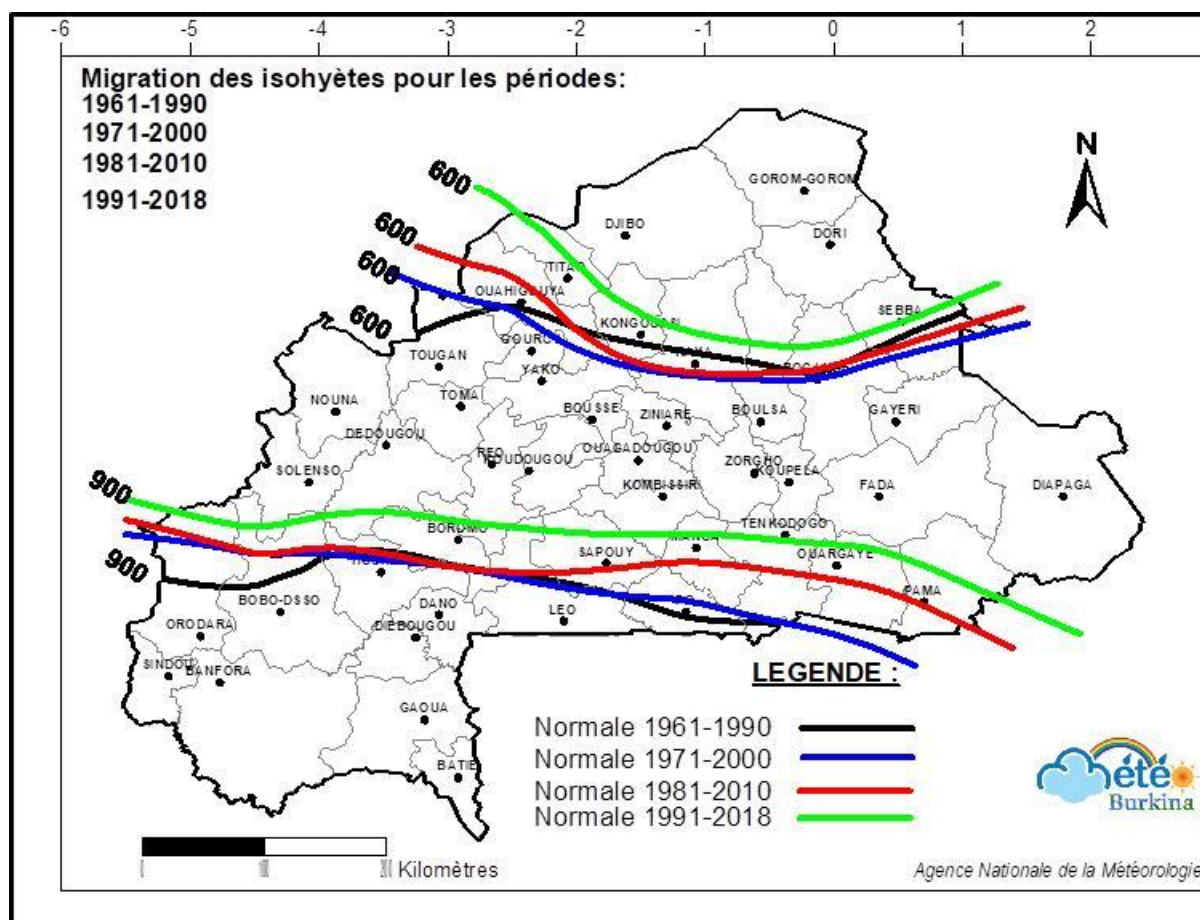 -6 -5 -4 -3 -2 -1 0 1 2
Migration des isohyètes pour les périodes:
1961-1990
1971-2000
1981-2010
1991-2018
N
600
GOROM-GORON
DJIBO
DORI
600
TITAO
608
OUAHIGOUYA
SEBBA
600
KONGOUSSI
TOUGAN
YAKO
NOUNA
TOMA
BOUSSE
ZINIARE
BOULSA
GAYERI
DEDOUGOU
OUAGADOUGOU
REO
KOUDOUGOU
ZORGHO
KOUPELA
SOLENSO
KOMBISSIRI
FADA
DIAPAGA
900
TENKODOGO
BOROMO
MANGA
SAPOUY
OUARGAYE
900
PAMA
BOBO-DSSO
DANO
LEO
ORODARA
DIEBOUGOU
SINDOU
BANFORA
GAOUA
BATIE
LEGENDE :
Normale 1961-1990
Normale 1971-2000
Normale 1981-2010
Normale 1991-2018
été
Burkina
Kilomètres
Agence Nationale de la Météorologie